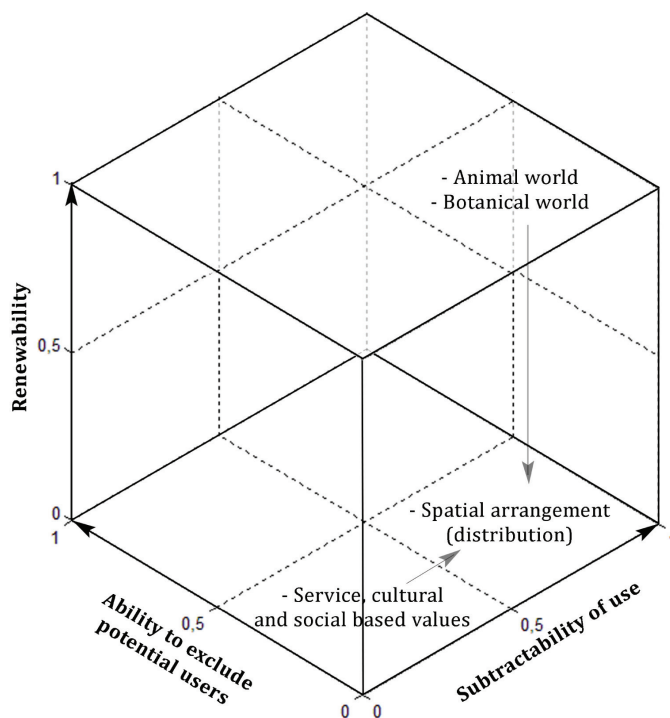 - Animal world
- Botanical world
1
Renewability
0,5
0
1
- Spatial arrangement
(distribution)
- Service, cultural
and social based values
0,5
0,5
Ability to exclude
potential users
Subtractability of use
0
0